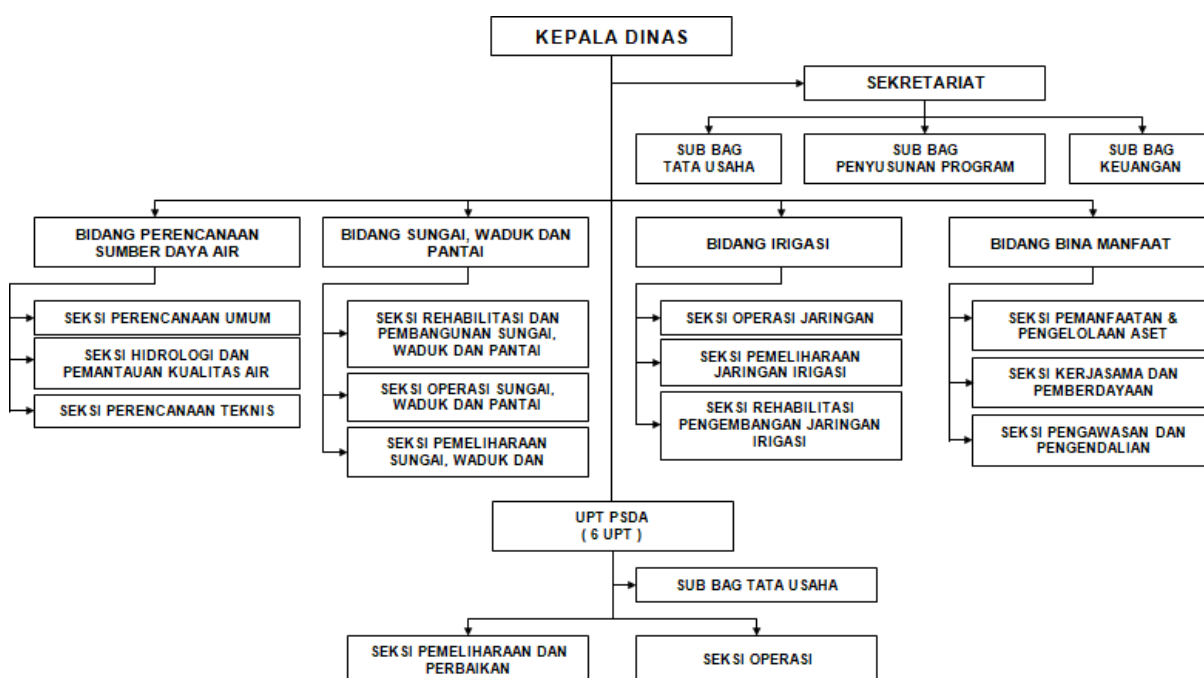 KEPALA DINAS
SEKRETARIAT
SUB BAG
TATA USAHA
SUB BAG
PENYUSUNAN PROGRAM
SUB BAG
KEUANGAN
BIDANG PERENCANAAN
SUMBER DAYA AIR
BIDANG SUNGAI, WADUK DAN
PANTAI
BIDANG IRIGASI
BIDANG BINA MANFAAT
SEKSI PERENCANAAN UMUM
SEKSI HIDROLOGI DAN
PEMANTAUAN KUALITAS AIR
SEKSI PERENCANAAN TEKNIS
SEKSI REHABILITASI DAN
PEMBANGUNAN SUNGAI,
WADUK DAN PANTAI
SEKSI OPERASI SUNGAI,
WADUK DAN PANTAI
SEKSI PEMELIHARAAN
SUNGAI, WADUK DAN
SEKSI OPERASI JARINGAN
SEKSI PEMELIHARAAN
JARINGAN IRIGASI
SEKSI REHABILITASI
PENGEMBANGAN JARINGAN
IRIGASI
SEKSI PEMANFAATAN &
PENGELOLAAN ASET
SEKSI KERJASAMA DAN
PEMBERDAYAAN
SEKSI PENGAWASAN DAN
PENGENDALIAN
UPT PSDA
( 6 UPT )
SUB BAG TATA USAHA
SEKSI PEMELIHARAAN DAN
PERBAIKAN
SEKSI OPERASI